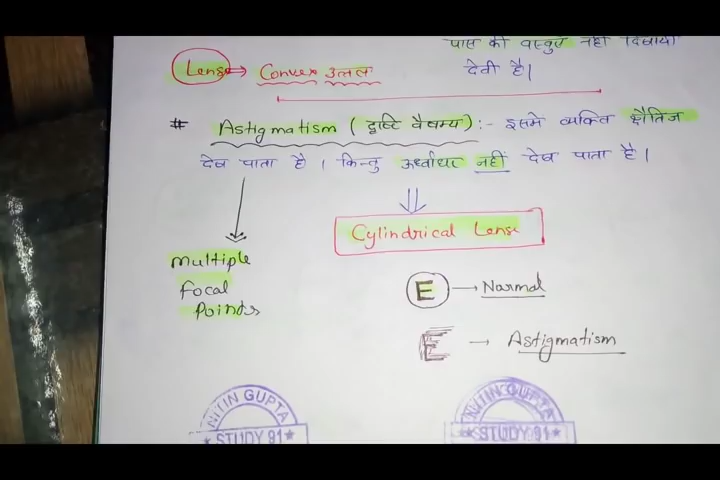 पास की वस्तुएं नहीं दिखायी
Lens ⇒ Convex उत्तल
देती है।
# Astigmatism (दृष्टि वैषम्य) :- इसमे व्यक्ति क्षैतिज
देख पाता है । किन्तु ऊर्ध्वाधर नहीं देख पाता है।
Cylindrical Lense
Multiple
focal
Points
E → Normal
E → Astigmatism
NITIN GUPTA
★ STUDY 91 ★
NITIN GUPTA
★ STUDY 91 ★